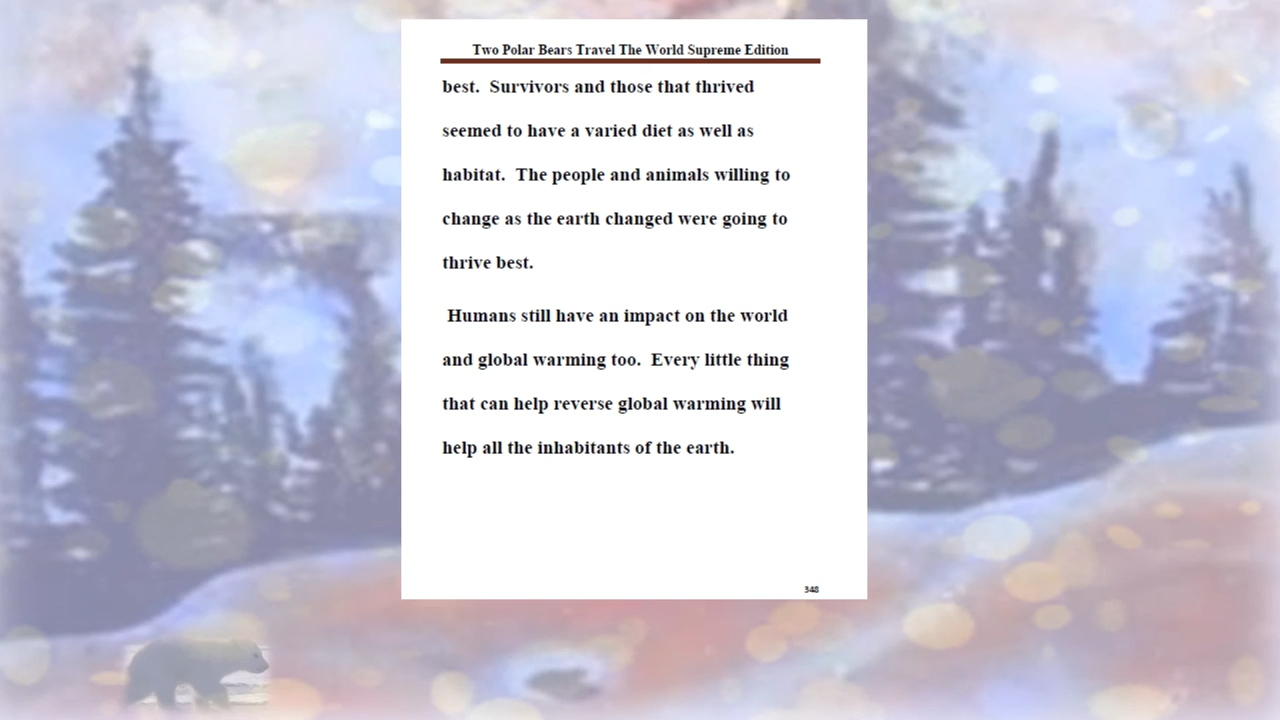 Two Polar Bears Travel The World Supreme Edition
best.  Survivors and those that thrived
seemed to have a varied diet as well as
habitat.  The people and animals willing to
change as the earth changed were going to
thrive best.
Humans still have an impact on the world
and global warming too.  Every little thing
that can help reverse global warming will
help all the inhabitants of the earth.
348